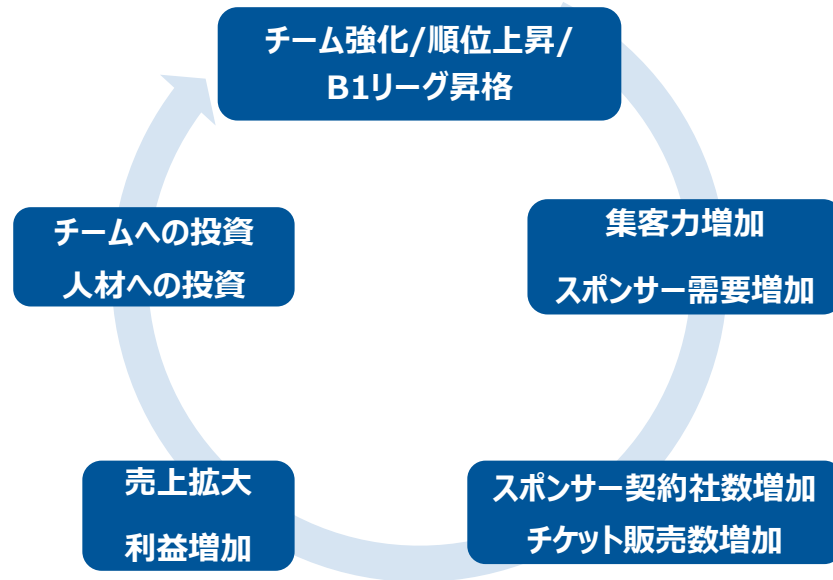 チーム強化/順位上昇/
B1リーグ昇格
集客力増加
スポンサー需要増加
スポンサー契約社数増加
チケット販売数増加
売上拡大
利益増加
チームへの投資
人材への投資